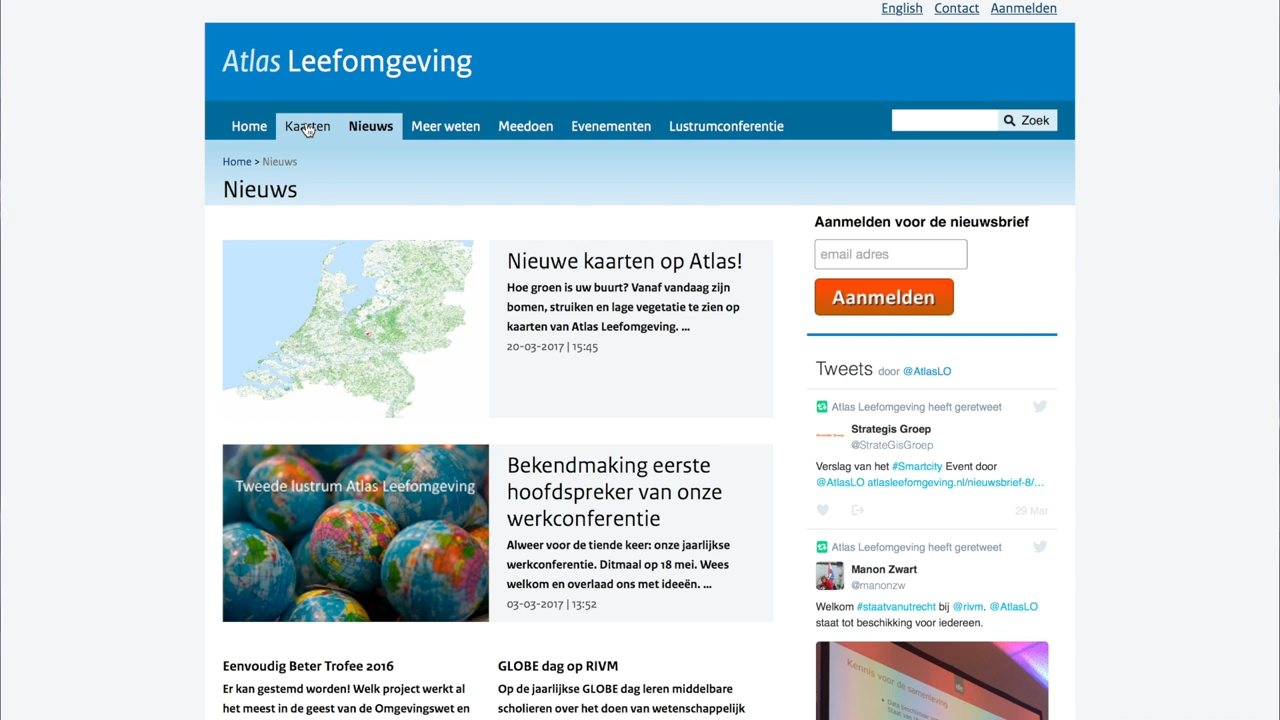 English Contact Aanmelden
Atlas Leefomgeving
Home Kaarten Nieuws Meer weten Meedoen Evenementen Lustrumconferentie Zoek
Home > Nieuws
Nieuws
Nieuwe kaarten op Atlas!
Hoe groen is uw buurt? Vanaf vandaag zijn
bomen, struiken en lage vegetatie te zien op
kaarten van Atlas Leefomgeving. ...
20-03-2017 | 15:45
Tweede lustrum Atlas Leefomgeving
Bekendmaking eerste
hoofdspreker van onze
werkconferentie
Alweer voor de tiende keer: onze jaarlijkse
werkconferentie. Ditmaal op 18 mei. Wees
welkom en overlaad ons met ideeën. ...
03-03-2017 | 13:52
Eenvoudig Beter Trofee 2016
Er kan gestemd worden! Welk project werkt al
het meest in de geest van de Omgevingswet en
GLOBE dag op RIVM
Op de jaarlijkse GLOBE dag leren middelbare
scholieren over het doen van wetenschappelijk
Aanmelden voor de nieuwsbrief
email adres
Aanmelden
Tweets door @AtlasLO
Atlas Leefomgeving heeft geretweet
Strategis Groep
@StrateGisGroep
Verslag van het #Smartcity Event door
@AtlasLO atlasleefomgeving.nl/nieuwsbrief-8/...
29 Mar
Atlas Leefomgeving heeft geretweet
Manon Zwart
@manonzw
Welkom #staatvanutrecht bij @rivm. @AtlasLO
staat tot beschikking voor iedereen.
Kennis voor de samenleving